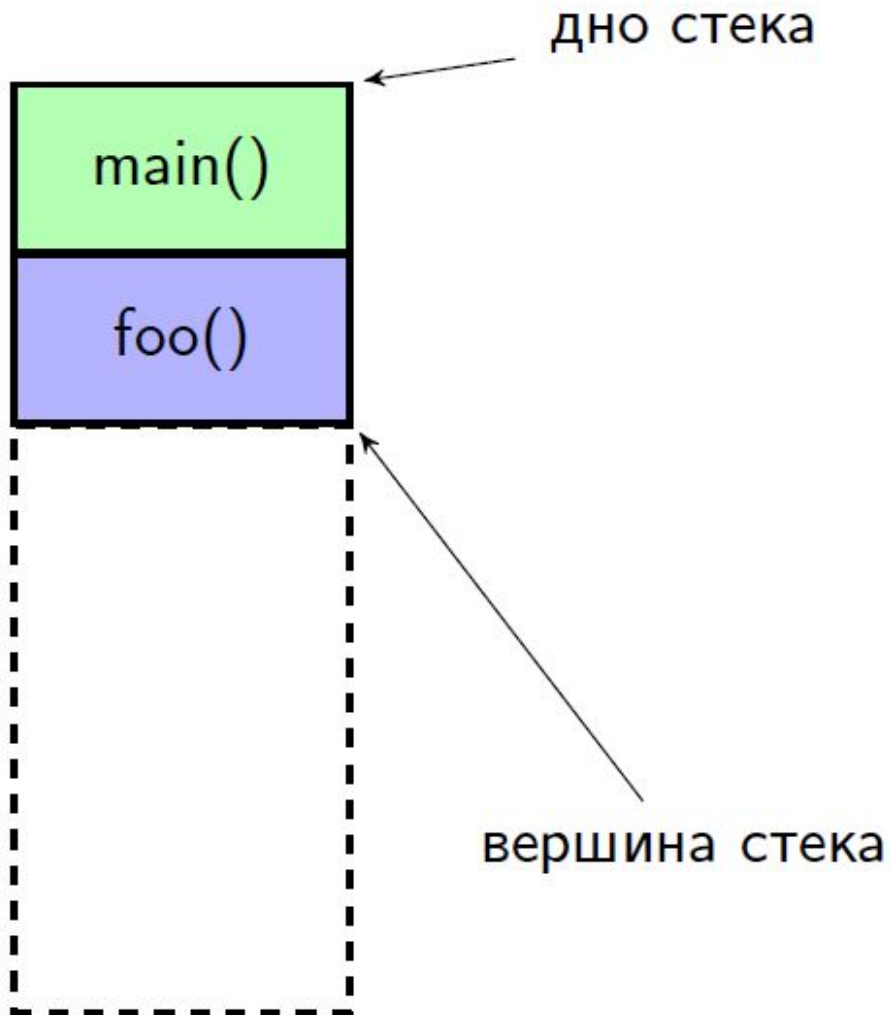 дно стека
main()
foo()
вершина стека